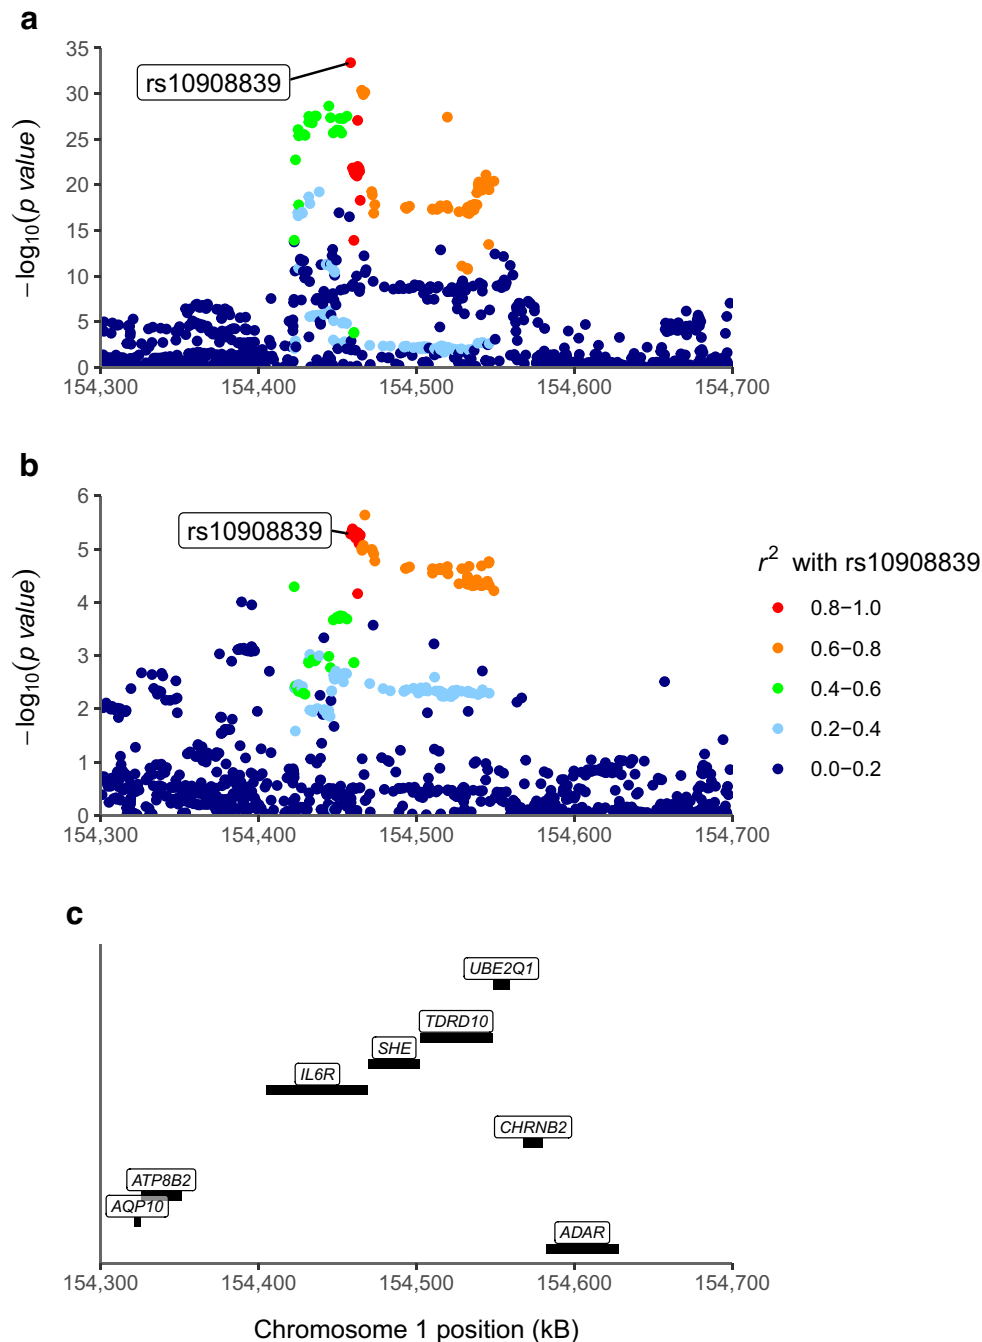 a
35
30
25
20
15
10
5
0
−log10(p value)
rs10908839
154,300 154,400 154,500 154,600 154,700
b
6
5
4
3
2
1
0
−log10(p value)
rs10908839
154,300 154,400 154,500 154,600 154,700
r² with rs10908839
0.8−1.0
0.6−0.8
0.4−0.6
0.2−0.4
0.0−0.2
c
UBE2Q1
TDRD10
SHE
IL6R
CHRNB2
ATP8B2
AQP10
ADAR
154,300 154,400 154,500 154,600 154,700
Chromosome 1 position (kB)